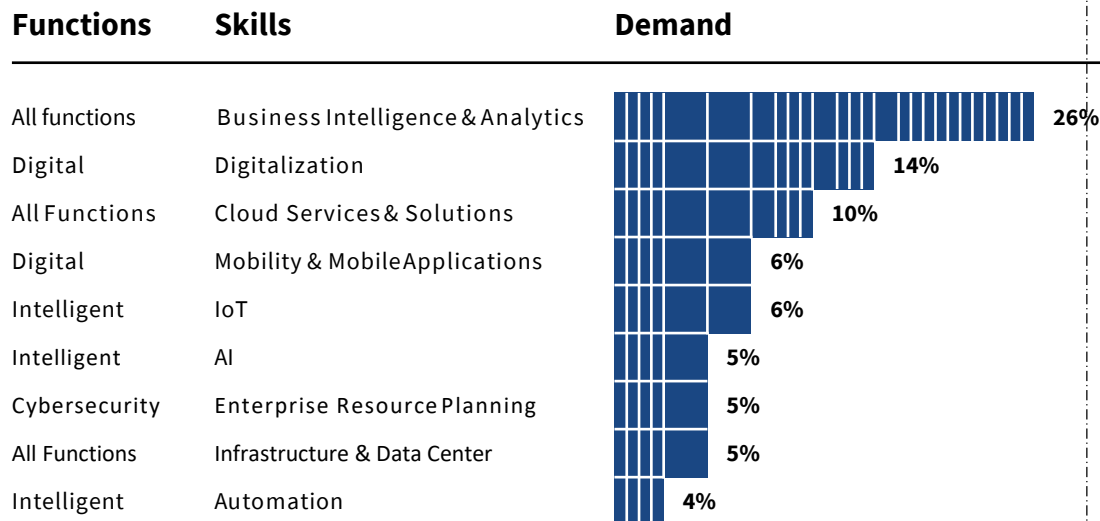 Functions Skills Demand
All functions Business Intelligence & Analytics 26%
Digital Digitalization 14%
All Functions Cloud Services & Solutions 10%
Digital Mobility & Mobile Applications 6%
Intelligent IoT 6%
Intelligent AI 5%
Cybersecurity Enterprise Resource Planning 5%
All Functions Infrastructure & Data Center 5%
Intelligent Automation 4%